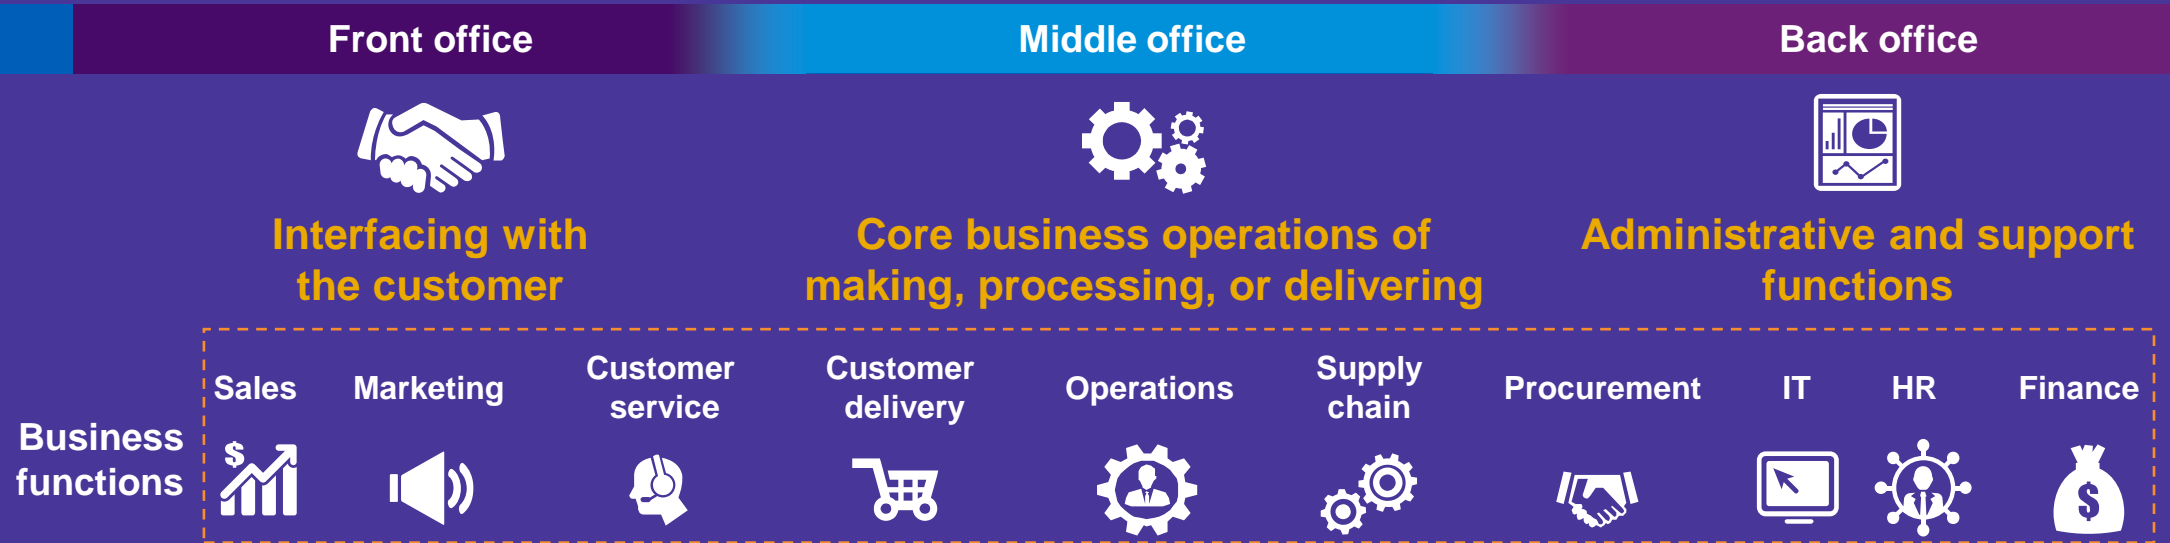 Front office
Middle office
Back office
Interfacing with
the customer
Core business operations of
making, processing, or delivering
Administrative and support
functions
Business
functions
Sales
$
Marketing
Customer
service
Customer
delivery
Operations
Supply
chain
Procurement
IT
HR
Finance
$